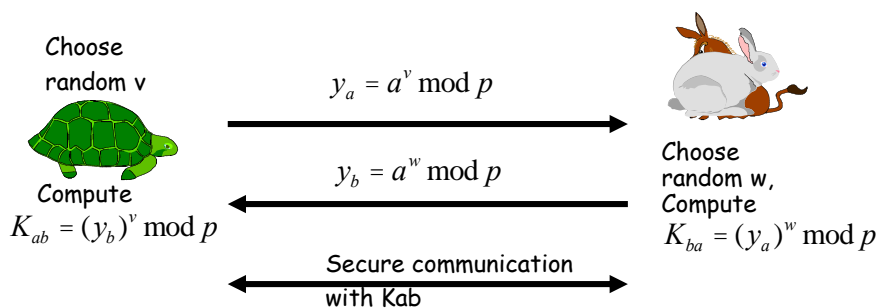 Choose
random v
y_a = a^v mod p
y_b = a^w mod p
Compute
K_ab = (y_b)^v mod p
Choose
random w,
Compute
K_ba = (y_a)^w mod p
Secure communication
with Kab